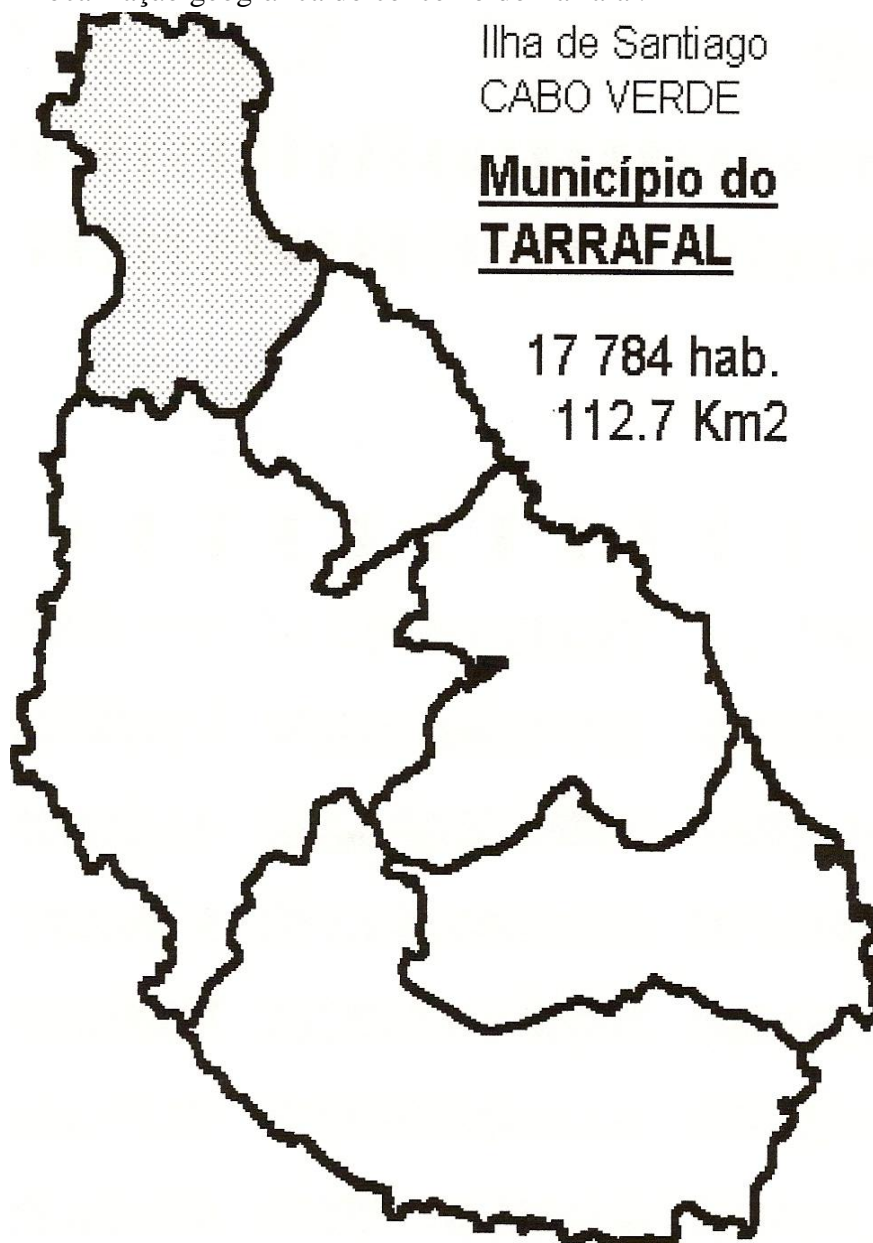 Ilha de Santiago
CABO VERDE
Município do
TARRAFAL
17 784 hab.
112.7 Km2